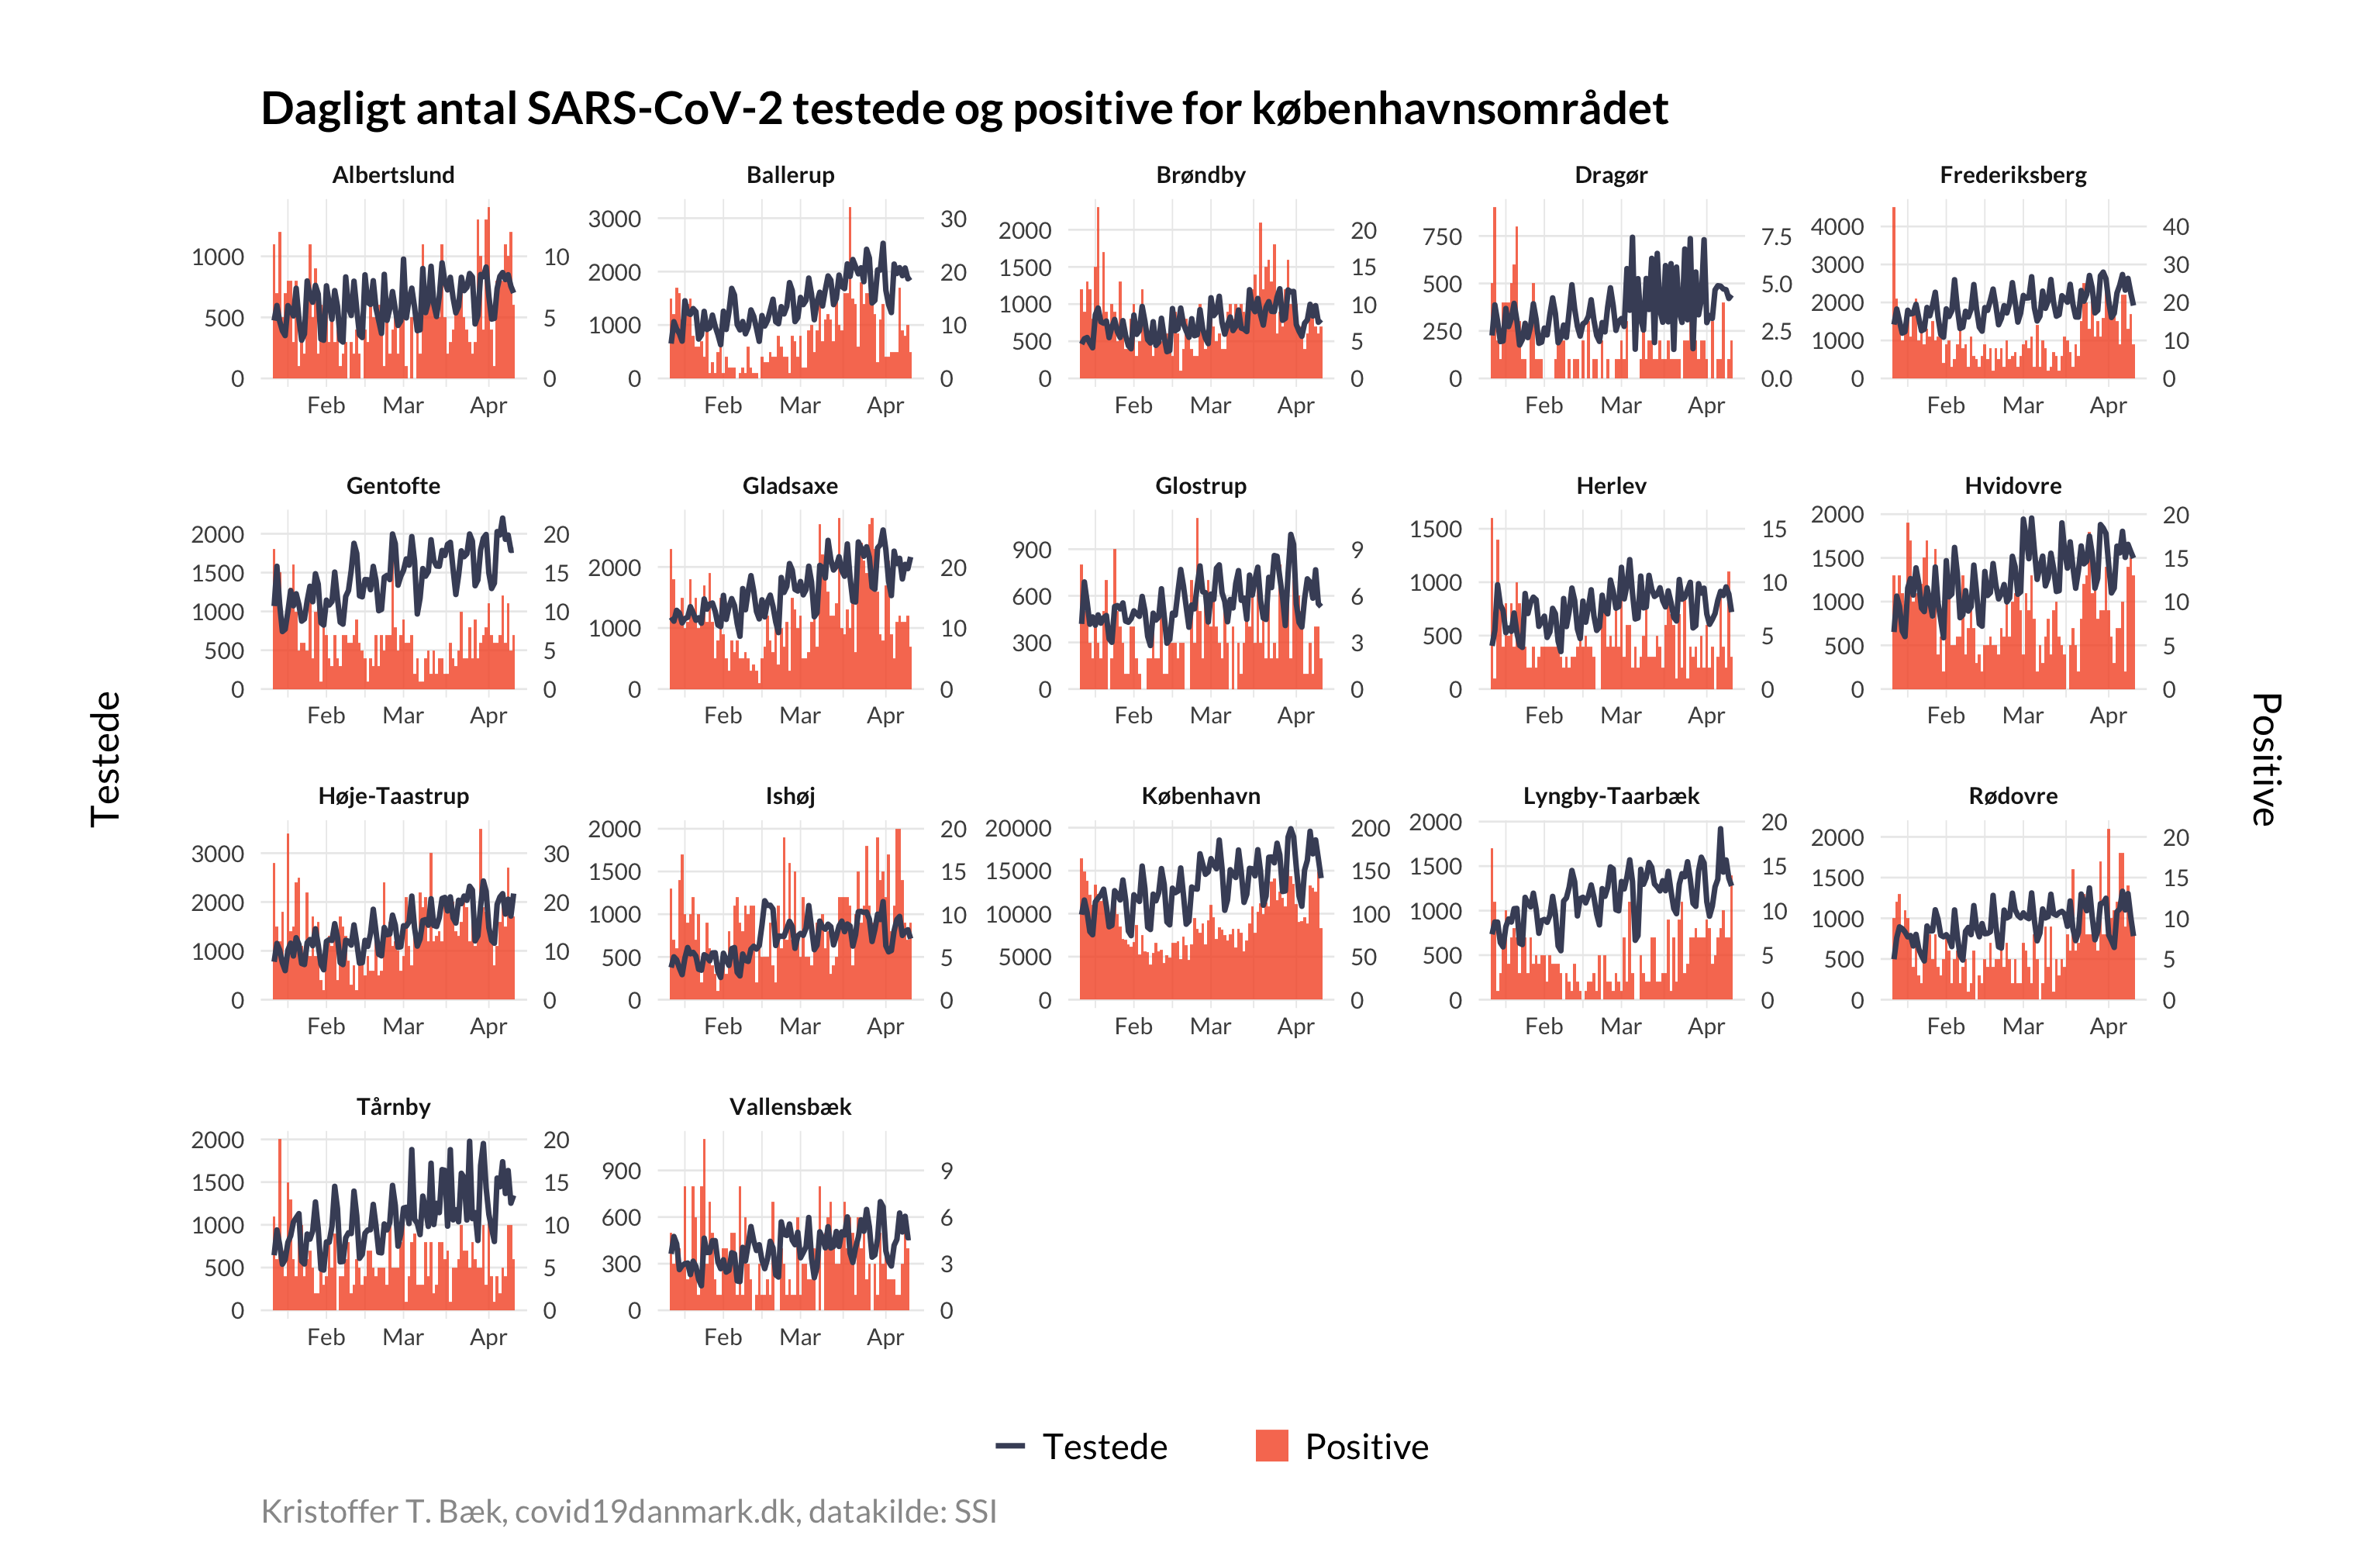 Dagligt antal SARS-CoV-2 testede og positive for københavnsområdet
Albertslund Ballerup Brøndby Dragør Frederiksberg
1000 10 3000 30 2000 20 750 7.5 4000 40
500 5 2000 20 1500 15 500 5.0 3000 30
0 0 1000 10 1000 10 250 2.5 2000 20
0 0 500 5 0 0.0 1000 10
0 0 0 0
Feb Mar Apr Feb Mar Apr Feb Mar Apr Feb Mar Apr Feb Mar Apr
Gentofte Gladsaxe Glostrup Herlev Hvidovre
2000 20 2000 20 900 9 1500 15 2000 20
1500 15 1000 10 600 6 1000 10 1500 15
1000 10 0 0 300 3 500 5 1000 10
500 5 0 0 0 0 500 5
0 0 0 0
Feb Mar Apr Feb Mar Apr Feb Mar Apr Feb Mar Apr Feb Mar Apr
Testede
Positive
Høje-Taastrup Ishøj København Lyngby-Taarbæk Rødovre
3000 30 2000 20 20000 200 2000 20 2000 20
2000 20 1500 15 15000 150 1500 15 1500 15
1000 10 1000 10 10000 100 1000 10 1000 10
0 0 500 5 5000 50 500 5 500 5
0 0 0 0 0 0 0 0
Feb Mar Apr Feb Mar Apr Feb Mar Apr Feb Mar Apr Feb Mar Apr
Tårnby Vallensbæk
2000 20 900 9
1500 15 600 6
1000 10 300 3
500 5 0 0
0 0
Feb Mar Apr Feb Mar Apr
Testede Positive
Kristoffer T. Bæk, covid19danmark.dk, datakilde: SSI